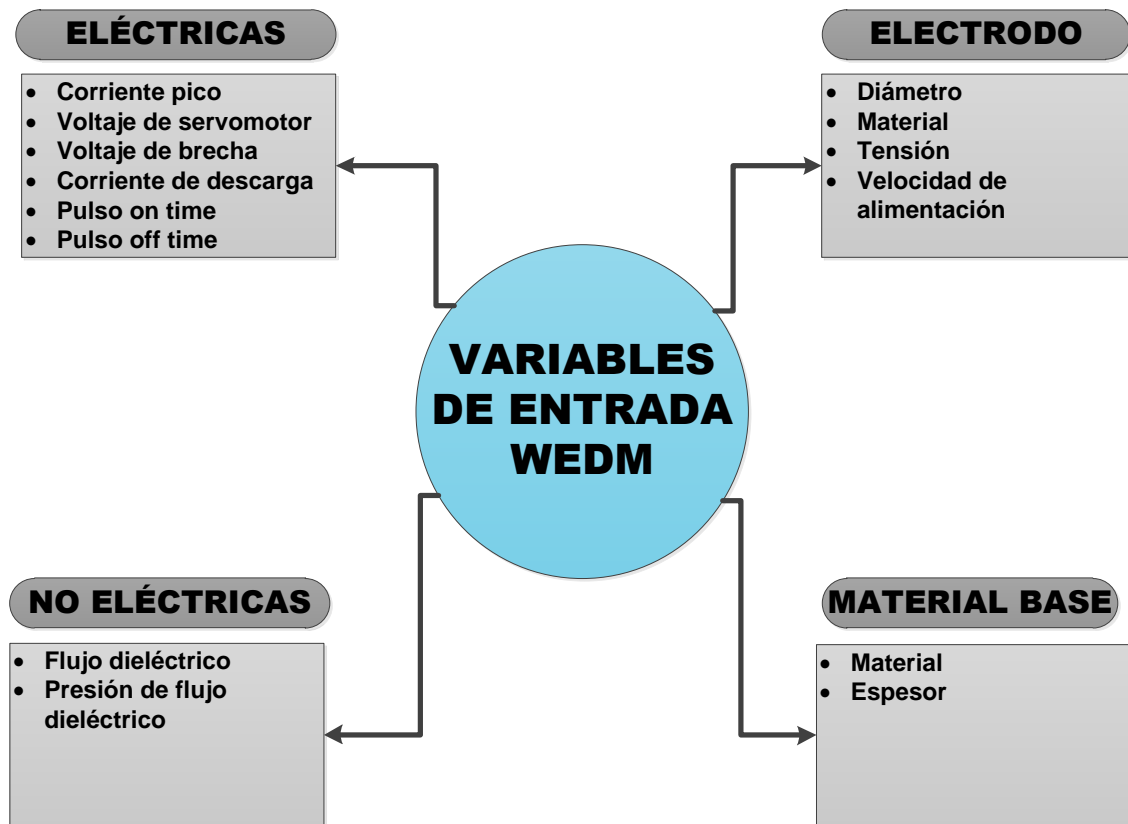 ELÉCTRICAS
• Corriente pico
• Voltaje de servomotor
• Voltaje de brecha
• Corriente de descarga
• Pulso on time
• Pulso off time
ELECTRODO
• Diámetro
• Material
• Tensión
• Velocidad de
alimentación
VARIABLES
DE ENTRADA
WEDM
NO ELÉCTRICAS
• Flujo dieléctrico
• Presión de flujo
dieléctrico
MATERIAL BASE
• Material
• Espesor